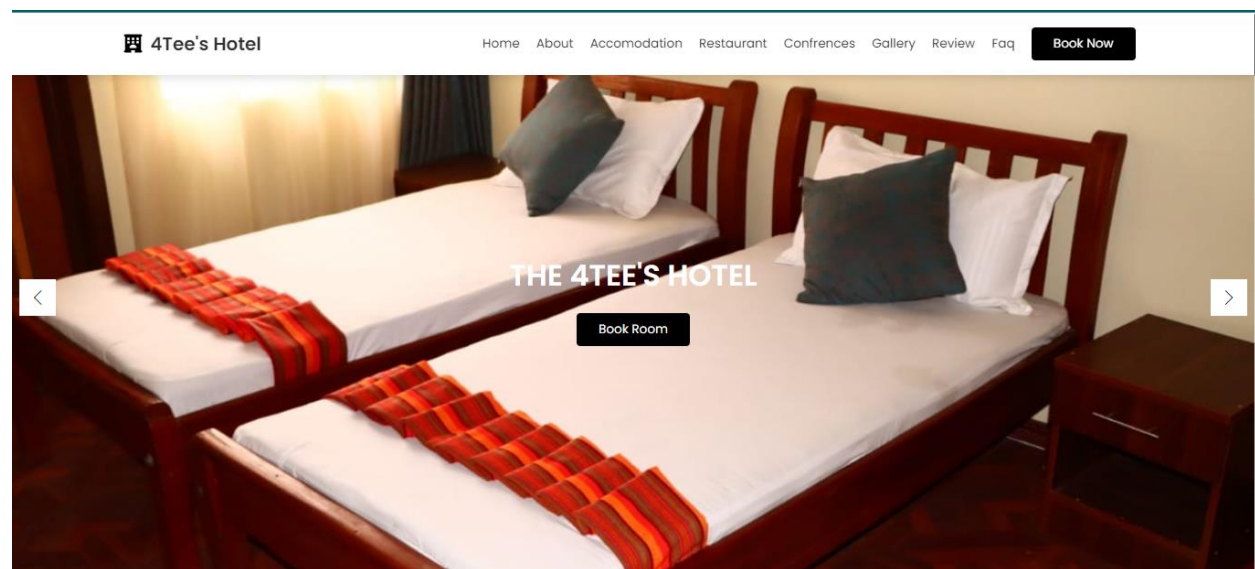 4Tee's Hotel
Home About Accomodation Restaurant Confrences Gallery Review Faq Book Now
THE 4TEE'S HOTEL
Book Room